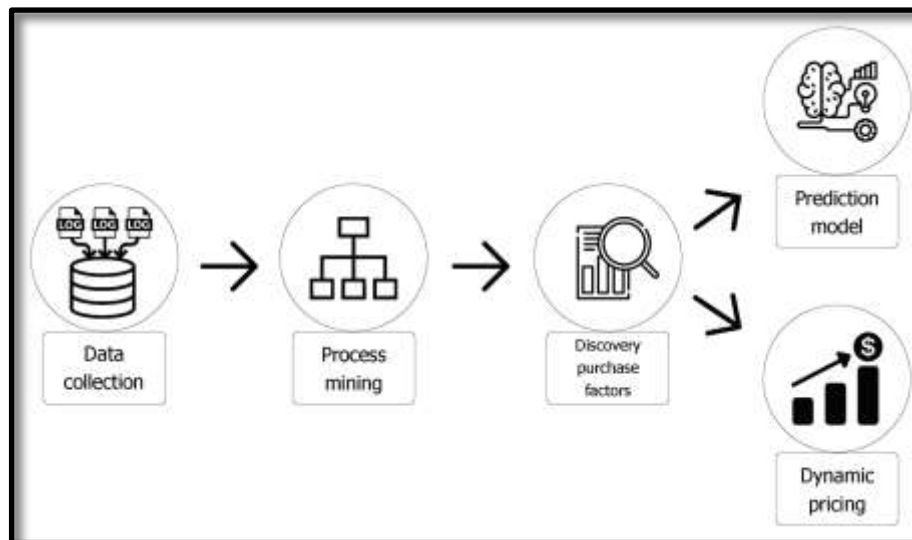 LOG LOG LOG
Data
collection
Process
mining
Discovery
purchase
factors
Prediction
model
$
Dynamic
pricing